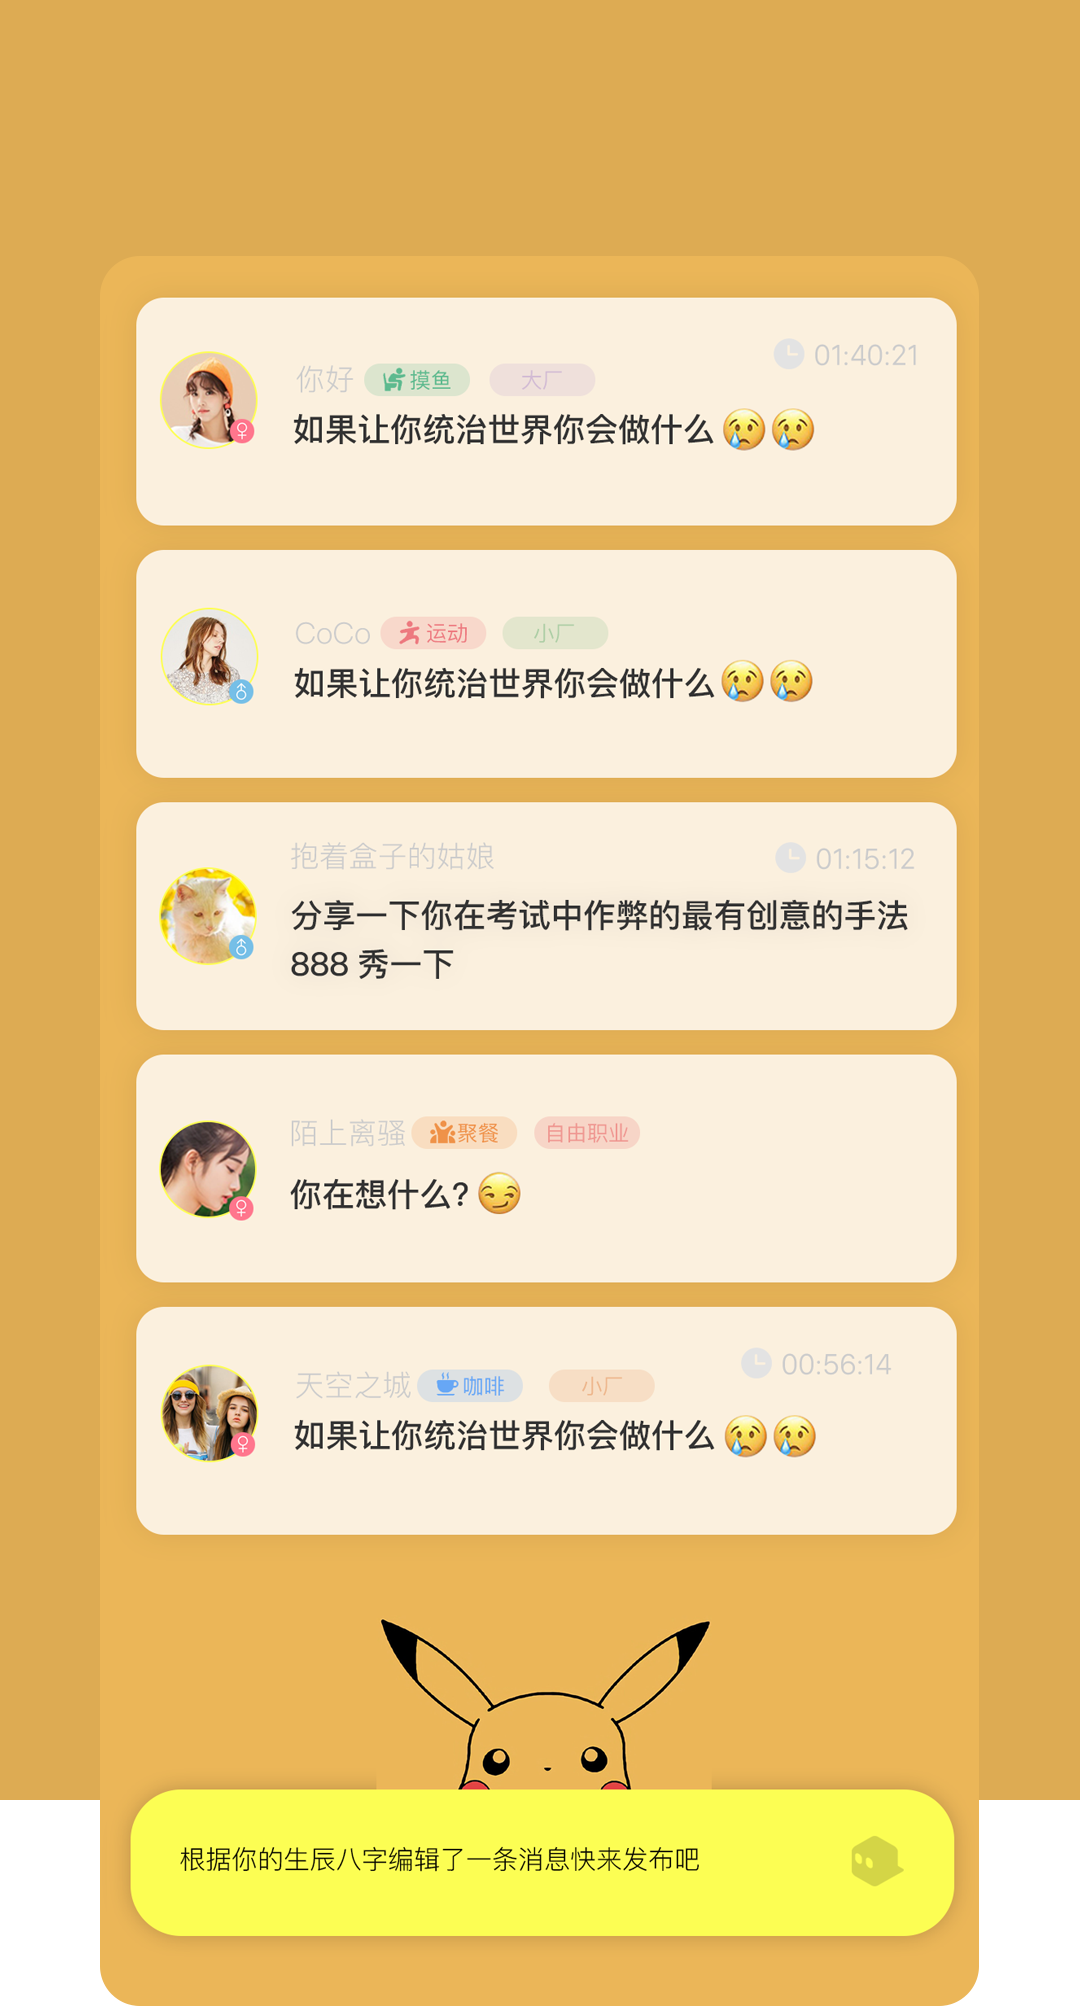 01:40:21
你好 摸鱼 大厂
如果让你统治世界你会做什么😢😢
CoCo 运动 小厂
如果让你统治世界你会做什么😢😢
抱着盒子的姑娘 01:15:12
分享一下你在考试中作弊的最有创意的手法
888 秀一下
陌上离骚 聚餐 自由职业
你在想什么?😏
00:56:14
天空之城 咖啡 小厂
如果让你统治世界你会做什么😢😢
根据你的生辰八字编辑了一条消息快来发布吧